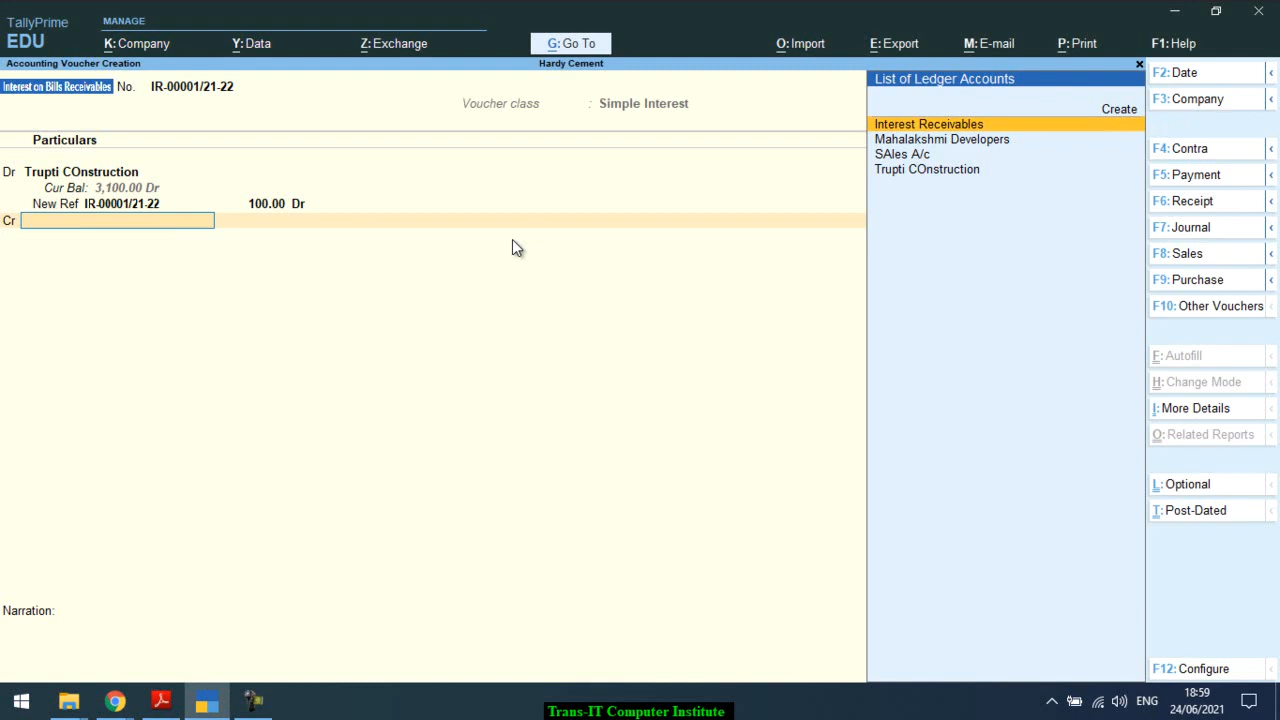 TallyPrime
EDU
MANAGE
K: Company
Y: Data
Z: Exchange
G: Go To
O: Import
E: Export
M: E-mail
P: Print
F1: Help
Accounting Voucher Creation
Hardy Cement
Interest on Bills Receivables No. IR-00001/21-22
Voucher class : Simple Interest
Particulars
Dr Trupti COnstruction
Cur Bal: 3,100.00 Dr
New Ref IR-00001/21-22 100.00 Dr
Cr
Narration:
List of Ledger Accounts
Create
Interest Receivables
Mahalakshmi Developers
SAles A/c
Trupti COnstruction
F2: Date
F3: Company
F4: Contra
F5: Payment
F6: Receipt
F7: Journal
F8: Sales
F9: Purchase
F10: Other Vouchers
F: Autofill
H: Change Mode
I: More Details
O: Related Reports
L: Optional
T: Post-Dated
F12: Configure
ENG
18:59
24/06/2021
Trans-IT Computer Institute